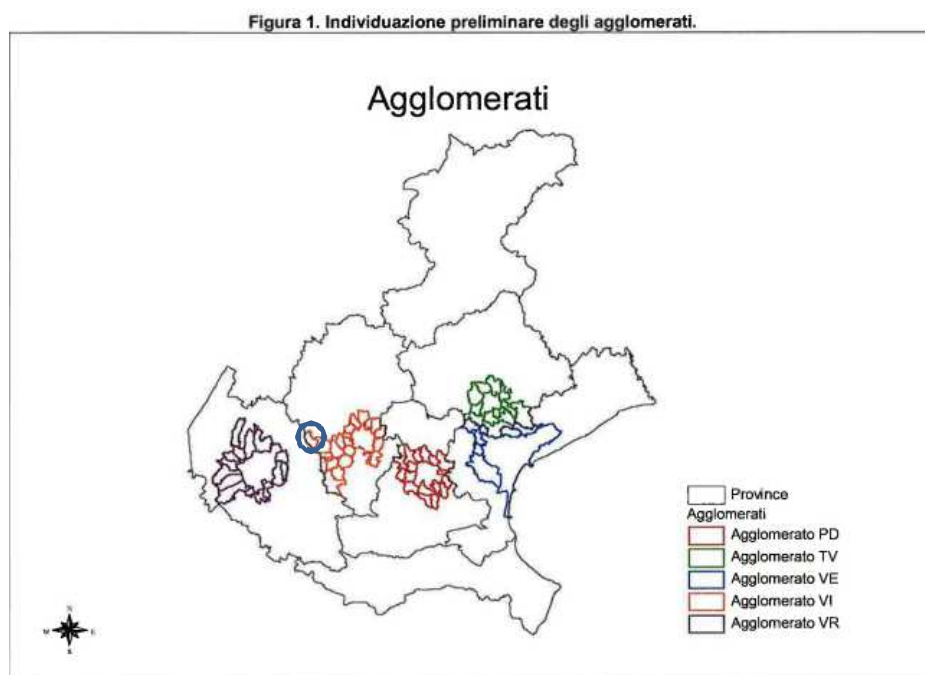 Figura 1. Individuazione preliminare degli agglomerati.
Agglomerati
Province
Agglomerati
Agglomerato PD
Agglomerato TV
Agglomerato VE
Agglomerato VI
Agglomerato VR
N
E